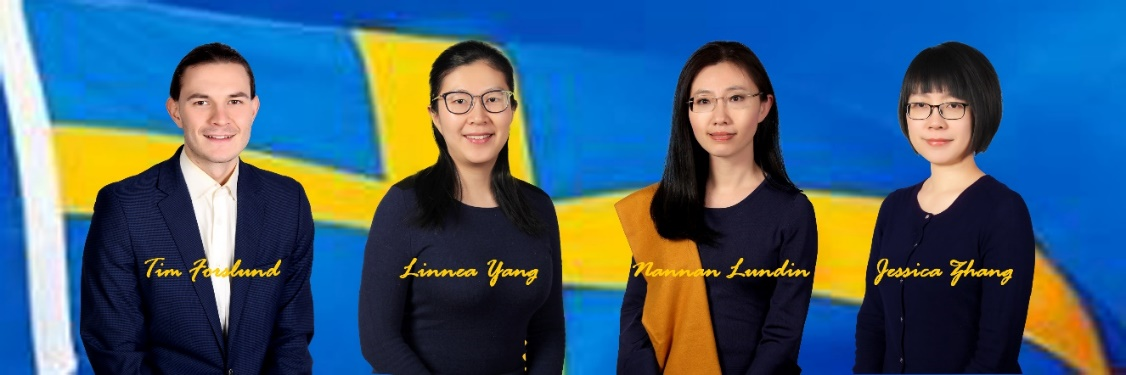 Tim Forslund
Linnea Yang
Nannan Lundin
Jessica Zhang